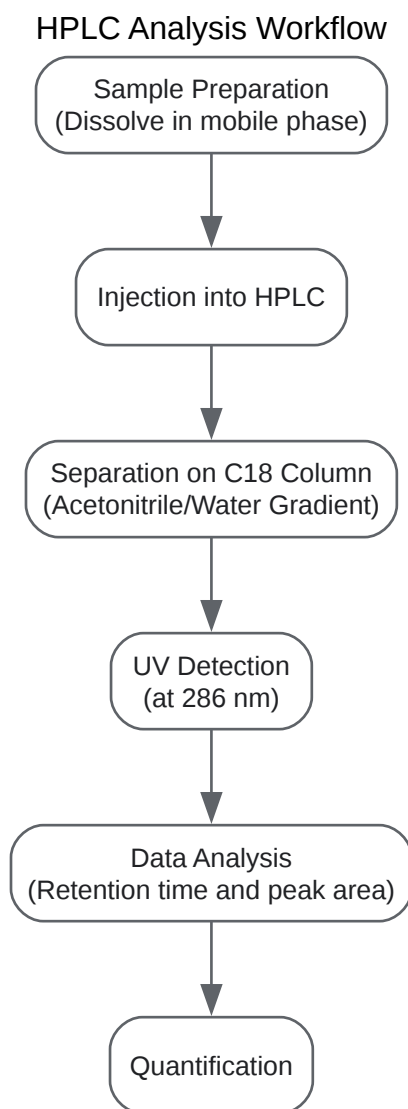 HPLC Analysis Workflow
Sample Preparation
(Dissolve in mobile phase)
Injection into HPLC
Separation on C18 Column
(Acetonitrile/Water Gradient)
UV Detection
(at 286 nm)
Data Analysis
(Retention time and peak area)
Quantification